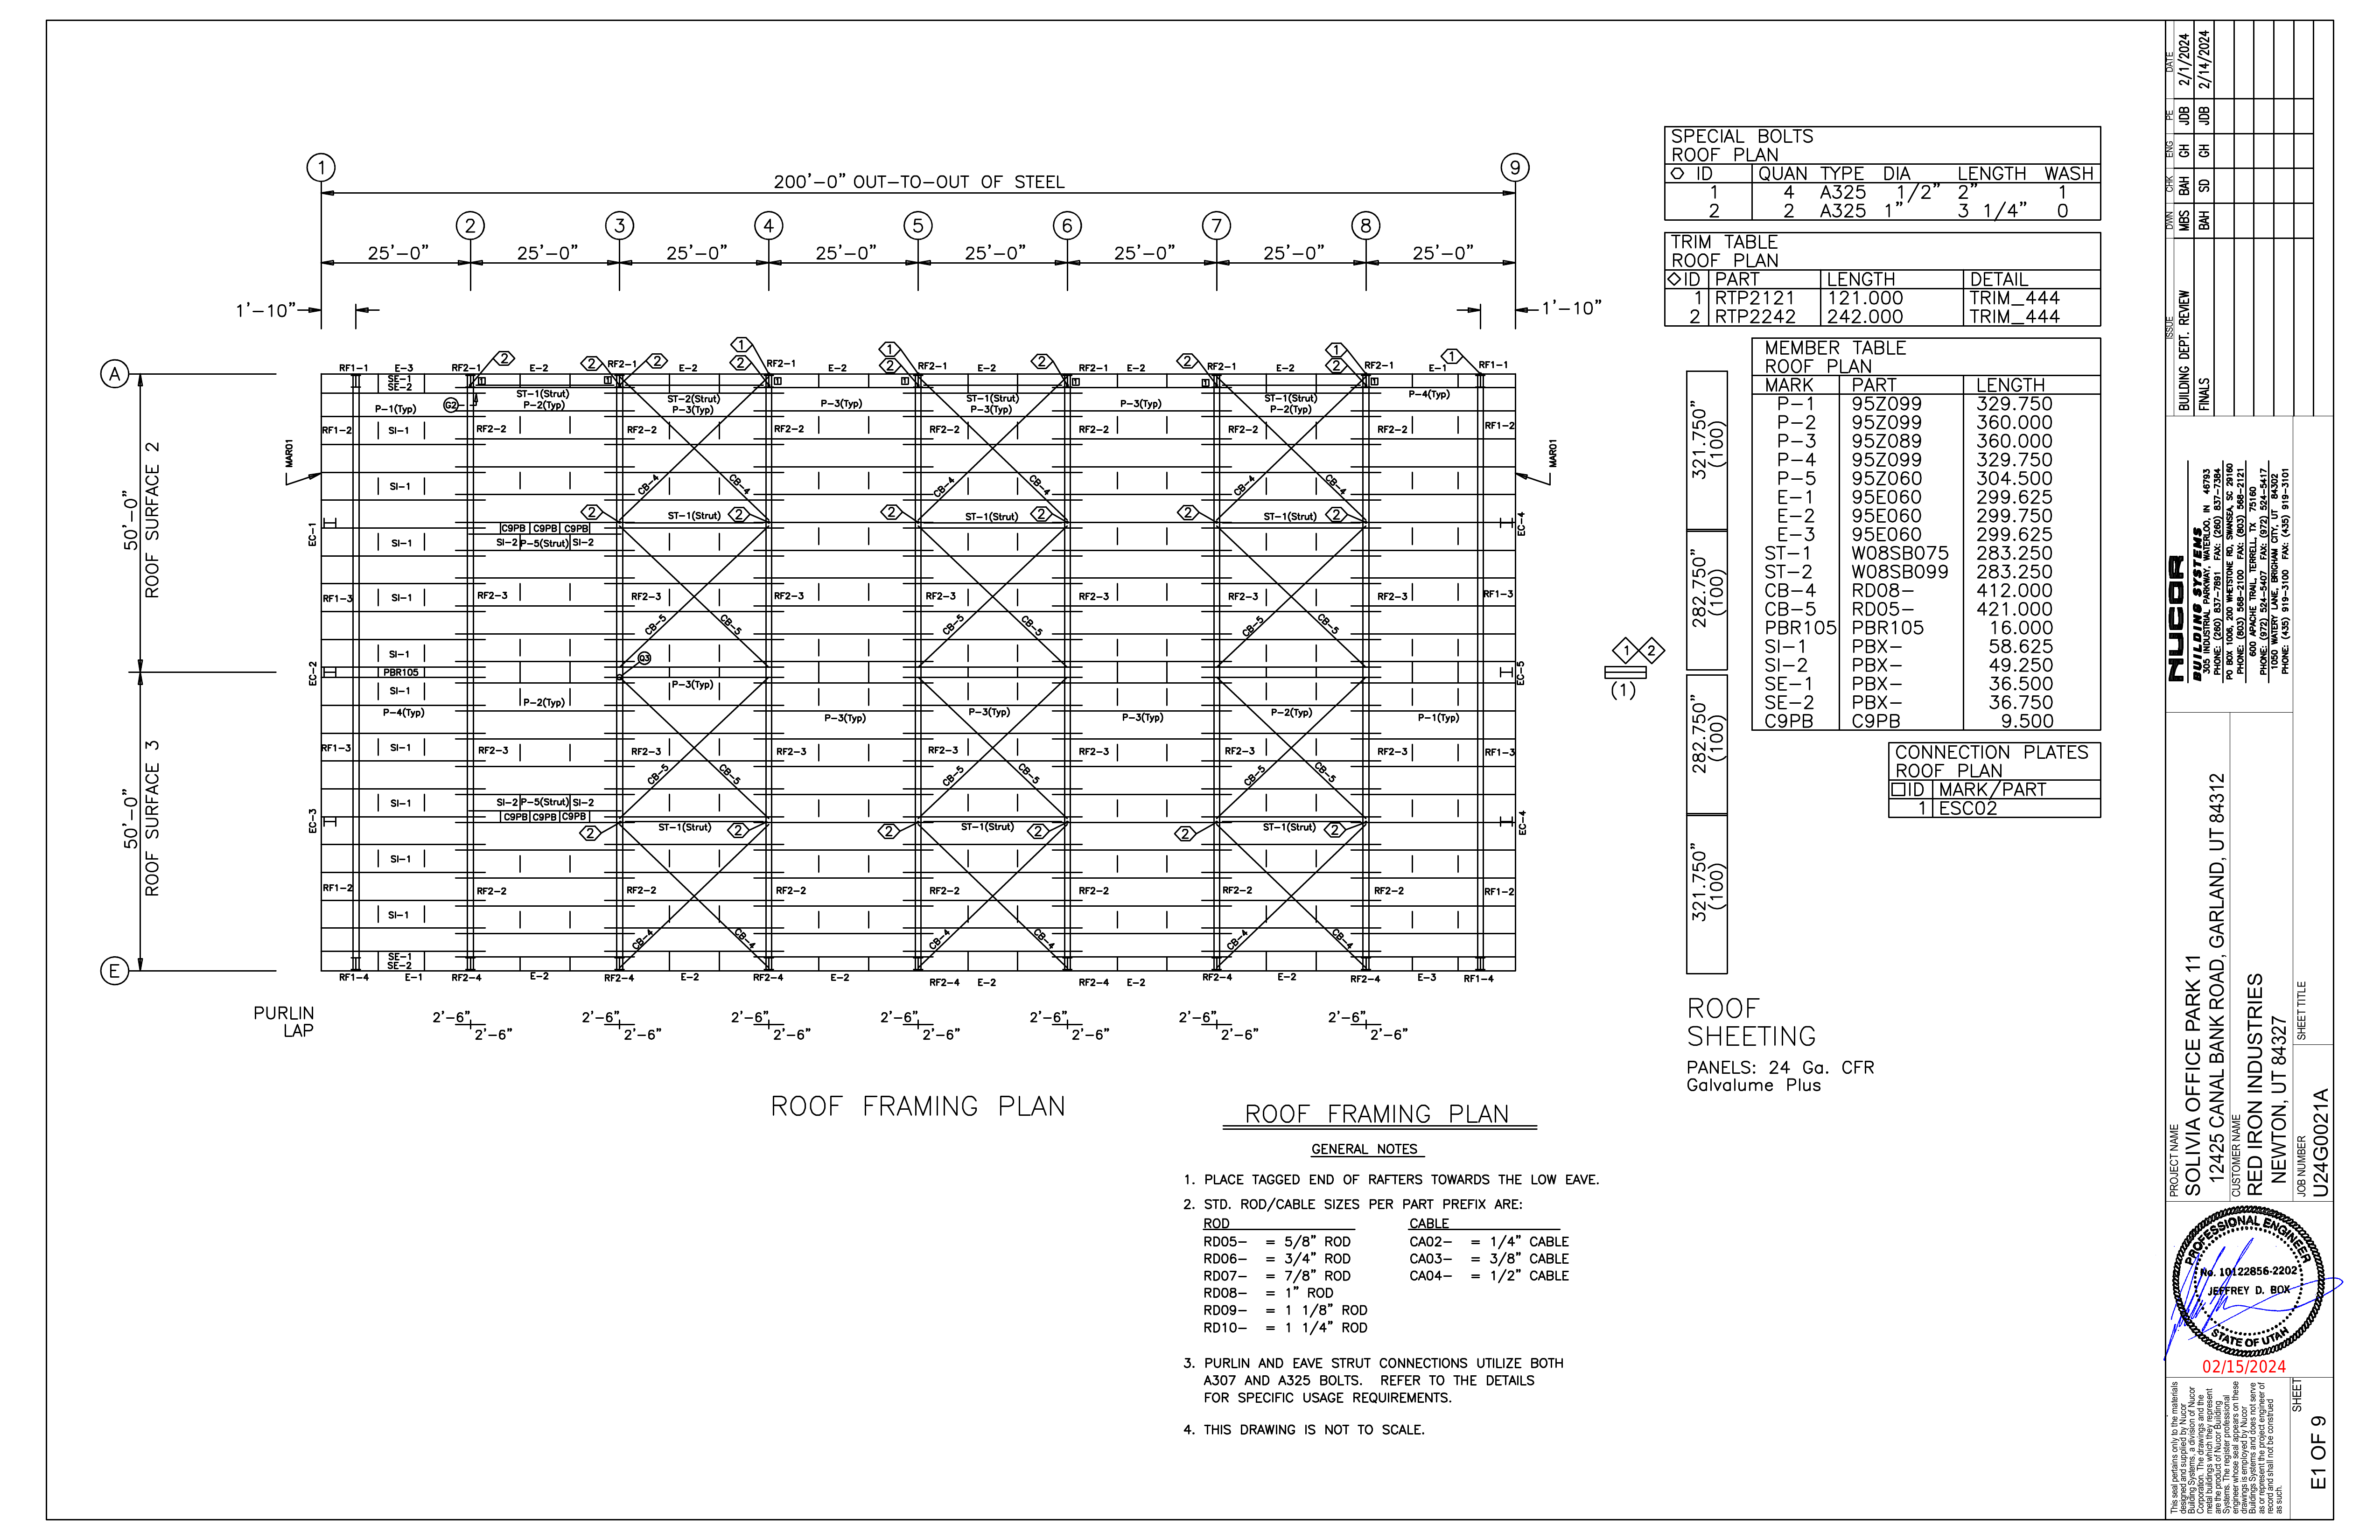 1
9
200'-0" OUT-TO-OUT OF STEEL
2 3 4 5 6 7 8
25'-0" 25'-0" 25'-0" 25'-0" 25'-0" 25'-0" 25'-0" 25'-0"
1'-10" 1'-10"
2 2 2 1 2 1 2 2 2 1 2 1
A RF1-1 E-3 RF2-1 E-2 RF2-1 E-2 RF2-1 E-2 RF2-1 E-2 RF2-1 E-2 RF2-1 E-2 RF2-1 E-1 RF1-1
SE-1 1 1 1 1 1 1 1
SE-2
ST-1(Strut) ST-2(Strut) ST-1(Strut) ST-1(Strut) P-4(Typ)
P-1(Typ) G2 P-2(Typ) P-3(Typ) P-3(Typ) P-3(Typ) P-3(Typ) P-2(Typ)
RF1-2 SI-1 RF2-2 RF2-2 RF2-2 RF2-2 RF2-2 RF2-2 RF2-2 RF1-2
MAR01 MAR01
50'-0"
ROOF SURFACE 2
SI-1 CB-4 CB-4 CB-4 CB-4 CB-4 CB-4
2 ST-1(Strut) 2 2 ST-1(Strut) 2 2 ST-1(Strut) 2
EC-1 C9PB C9PB C9PB EC-4
SI-1 SI-2 P-5(Strut) SI-2
RF1-3 SI-1 RF2-3 RF2-3 RF2-3 RF2-3 RF2-3 RF2-3 RF2-3 RF1-3
CB-5 CB-5 CB-5 CB-5 CB-5 CB-5
SI-1 G3
EC-2 PBR105 EC-5
SI-1 P-3(Typ)
P-4(Typ) P-2(Typ) P-3(Typ) P-3(Typ) P-3(Typ) P-2(Typ) P-1(Typ)
RF1-3 SI-1 RF2-3 RF2-3 RF2-3 RF2-3 RF2-3 RF2-3 RF2-3 RF1-3
50'-0"
ROOF SURFACE 3
CB-5 CB-5 CB-5 CB-5 CB-5 CB-5
SI-1 SI-2 P-5(Strut) SI-2
EC-3 C9PB C9PB C9PB EC-4
2 ST-1(Strut) 2 2 ST-1(Strut) 2 2 ST-1(Strut) 2
SI-1
RF1-2 RF2-2 RF2-2 RF2-2 RF2-2 RF2-2 RF2-2 RF2-2 RF1-2
SI-1
CB-4 CB-4 CB-4 CB-4 CB-4 CB-4
SE-1
SE-2
E RF1-4 E-1 RF2-4 E-2 RF2-4 E-2 RF2-4 E-2 RF2-4 E-2 RF2-4 E-2 RF2-4 E-2 RF2-4 E-3 RF1-4
PURLIN
LAP
2'-6" 2'-6" 2'-6" 2'-6" 2'-6" 2'-6" 2'-6"
2'-6" 2'-6" 2'-6" 2'-6" 2'-6" 2'-6" 2'-6"
ROOF FRAMING PLAN
SPECIAL BOLTS
ROOF PLAN
ID QUAN TYPE DIA LENGTH WASH
1 4 A325 1/2" 2" 1
2 2 A325 1" 3 1/4" 0
TRIM TABLE
ROOF PLAN
ID PART LENGTH DETAIL
1 RTP2121 121.000 TRIM_444
2 RTP2242 242.000 TRIM_444
MEMBER TABLE
ROOF PLAN
MARK PART LENGTH
P-1 95Z099 329.750
P-2 95Z099 360.000
P-3 95Z089 360.000
P-4 95Z099 329.750
P-5 95Z060 304.500
E-1 95E060 299.625
E-2 95E060 299.750
E-3 95E060 299.625
ST-1 W08SB075 283.250
ST-2 W08SB099 283.250
CB-4 RD08- 412.000
CB-5 RD05- 421.000
PBR105 PBR105 16.000
SI-1 PBX- 58.625
SI-2 PBX- 49.250
SE-1 PBX- 36.500
SE-2 PBX- 36.750
C9PB C9PB 9.500
CONNECTION PLATES
ROOF PLAN
ID MARK/PART
1 ESC02
321.750"
(100)
282.750"
(100)
1 2
(1)
282.750"
(100)
321.750"
(100)
ROOF
SHEETING
PANELS: 24 Ga. CFR
Galvalume Plus
ROOF FRAMING PLAN
GENERAL NOTES
1. PLACE TAGGED END OF RAFTERS TOWARDS THE LOW EAVE.
2. STD. ROD/CABLE SIZES PER PART PREFIX ARE:
ROD CABLE
RD05- = 5/8" ROD CA02- = 1/4" CABLE
RD06- = 3/4" ROD CA03- = 3/8" CABLE
RD07- = 7/8" ROD CA04- = 1/2" CABLE
RD08- = 1" ROD
RD09- = 1 1/8" ROD
RD10- = 1 1/4" ROD
3. PURLIN AND EAVE STRUT CONNECTIONS UTILIZE BOTH
A307 AND A325 BOLTS. REFER TO THE DETAILS
FOR SPECIFIC USAGE REQUIREMENTS.
4. THIS DRAWING IS NOT TO SCALE.
ISSUE DWN CHK ENG PE DATE
BUILDING DEPT. REVIEW MBS BAH GH JDB 2/1/2024
FINALS BAH SD GH JDB 2/14/2024
NUCOR
BUILDING SYSTEMS
305 INDUSTRIAL PARKWAY, WATERLOO, IN 46793
PHONE: (260) 837-7891 FAX: (260) 837-7384
PO BOX 1006, 200 WHETSTONE RD, SWANSEA, SC 29160
PHONE: (803) 568-2100 FAX: (803) 568-2121
600 APACHE TRAIL, TERRELL, TX 75160
PHONE: (972) 524-5407 FAX: (972) 524-5417
1050 WATERY LANE, BRIGHAM CITY, UT 84302
PHONE: (435) 919-3100 FAX: (435) 919-3101
PROJECT NAME
SOLIVIA OFFICE PARK 11
12425 CANAL BANK ROAD, GARLAND, UT 84312
CUSTOMER NAME
RED IRON INDUSTRIES
NEWTON, UT 84327
SHEET TITLE
JOB NUMBER
U24G0021A
PROFESSIONAL ENGINEER
No. 10122856-2202
JEFFREY D. BOX
STATE OF UTAH
02/15/2024
This seal pertains only to the materials
designed and supplied by Nucor
Building Systems, a division of Nucor
Corporation. The drawings and the
metal buildings which they represent
are the product of Nucor Building
Systems. The register professional
engineer whose seal appears on these
drawings is employed by Nucor
Buildings Systems and does not serve
as or represent the project engineer of
record and shall not be construed
as such.
SHEET
E1 OF 9